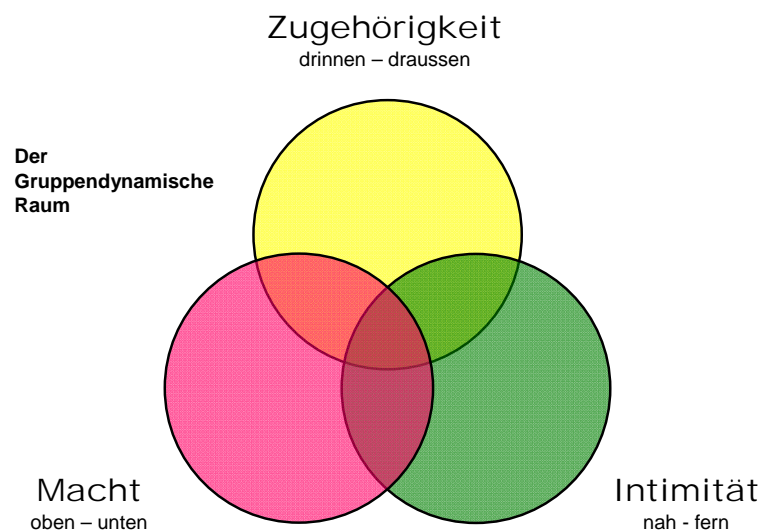 Zugehörigkeit
drinnen – draussen
Der
Gruppendynamische
Raum
Macht
oben – unten
Intimität
nah - fern